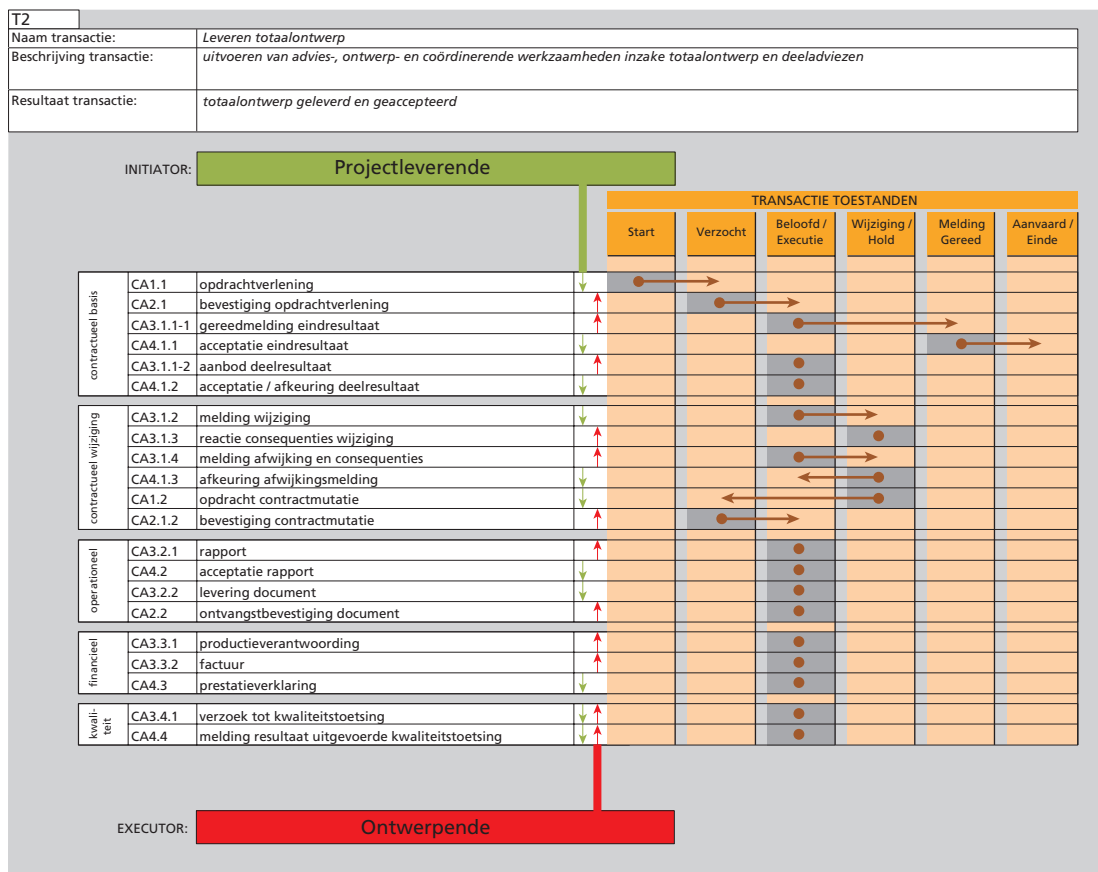 T2
Naam transactie: Leveren totaalontwerp
Beschrijving transactie: uitvoeren van advies-, ontwerp- en coördinerende werkzaamheden inzake totaalontwerp en deeladviezen
Resultaat transactie: totaalontwerp geleverd en geaccepteerd
INITIATOR: Projectleverende
TRANSACTIE TOESTANDEN
Start
Verzocht
Beloofd /
Executie
Wijziging /
Hold
Melding
Gereed
Aanvaard /
Einde
contractueel basis
CA1.1 opdrachtverlening
CA2.1 bevestiging opdrachtverlening
CA3.1.1-1 gereedmelding eindresultaat
CA4.1.1 acceptatie eindresultaat
CA3.1.1-2 aanbod deelresultaat
CA4.1.2 acceptatie / afkeuring deelresultaat
contractueel wijziging
CA3.1.2 melding wijziging
CA3.1.3 reactie consequenties wijziging
CA3.1.4 melding afwijking en consequenties
CA4.1.3 afkeuring afwijkingsmelding
CA1.2 opdracht contractmutatie
CA2.1.2 bevestiging contractmutatie
operationeel
CA3.2.1 rapport
CA4.2 acceptatie rapport
CA3.2.2 levering document
CA2.2 ontvangstbevestiging document
financieel
CA3.3.1 productieverantwoording
CA3.3.2 factuur
CA4.3 prestatieverklaring
kwali-
teit
CA3.4.1 verzoek tot kwaliteitstoetsing
CA4.4 melding resultaat uitgevoerde kwaliteitstoetsing
EXECUTOR: Ontwerpende